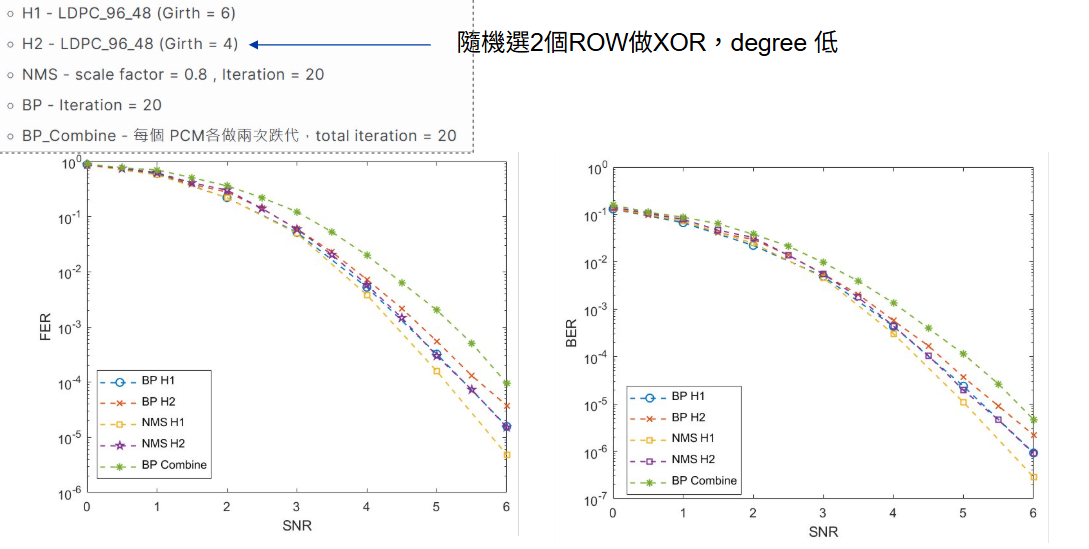 H1 - LDPC_96_48 (Girth = 6)
H2 - LDPC_96_48 (Girth = 4)
隨機選2個ROW做XOR，degree 低
NMS - scale factor = 0.8 , Iteration = 20
BP - Iteration = 20
BP_Combine - 每個 PCM各做兩次跌代，total iteration = 20
10^0
10^-1
10^-2
10^-3
10^-4
10^-5
10^-6
FER
BP H1
BP H2
NMS H1
NMS H2
BP Combine
0 1 2 3 4 5 6
SNR
10^0
10^-1
10^-2
10^-3
10^-4
10^-5
10^-6
10^-7
BER
BP H1
BP H2
NMS H1
NMS H2
BP Combine
0 1 2 3 4 5 6
SNR